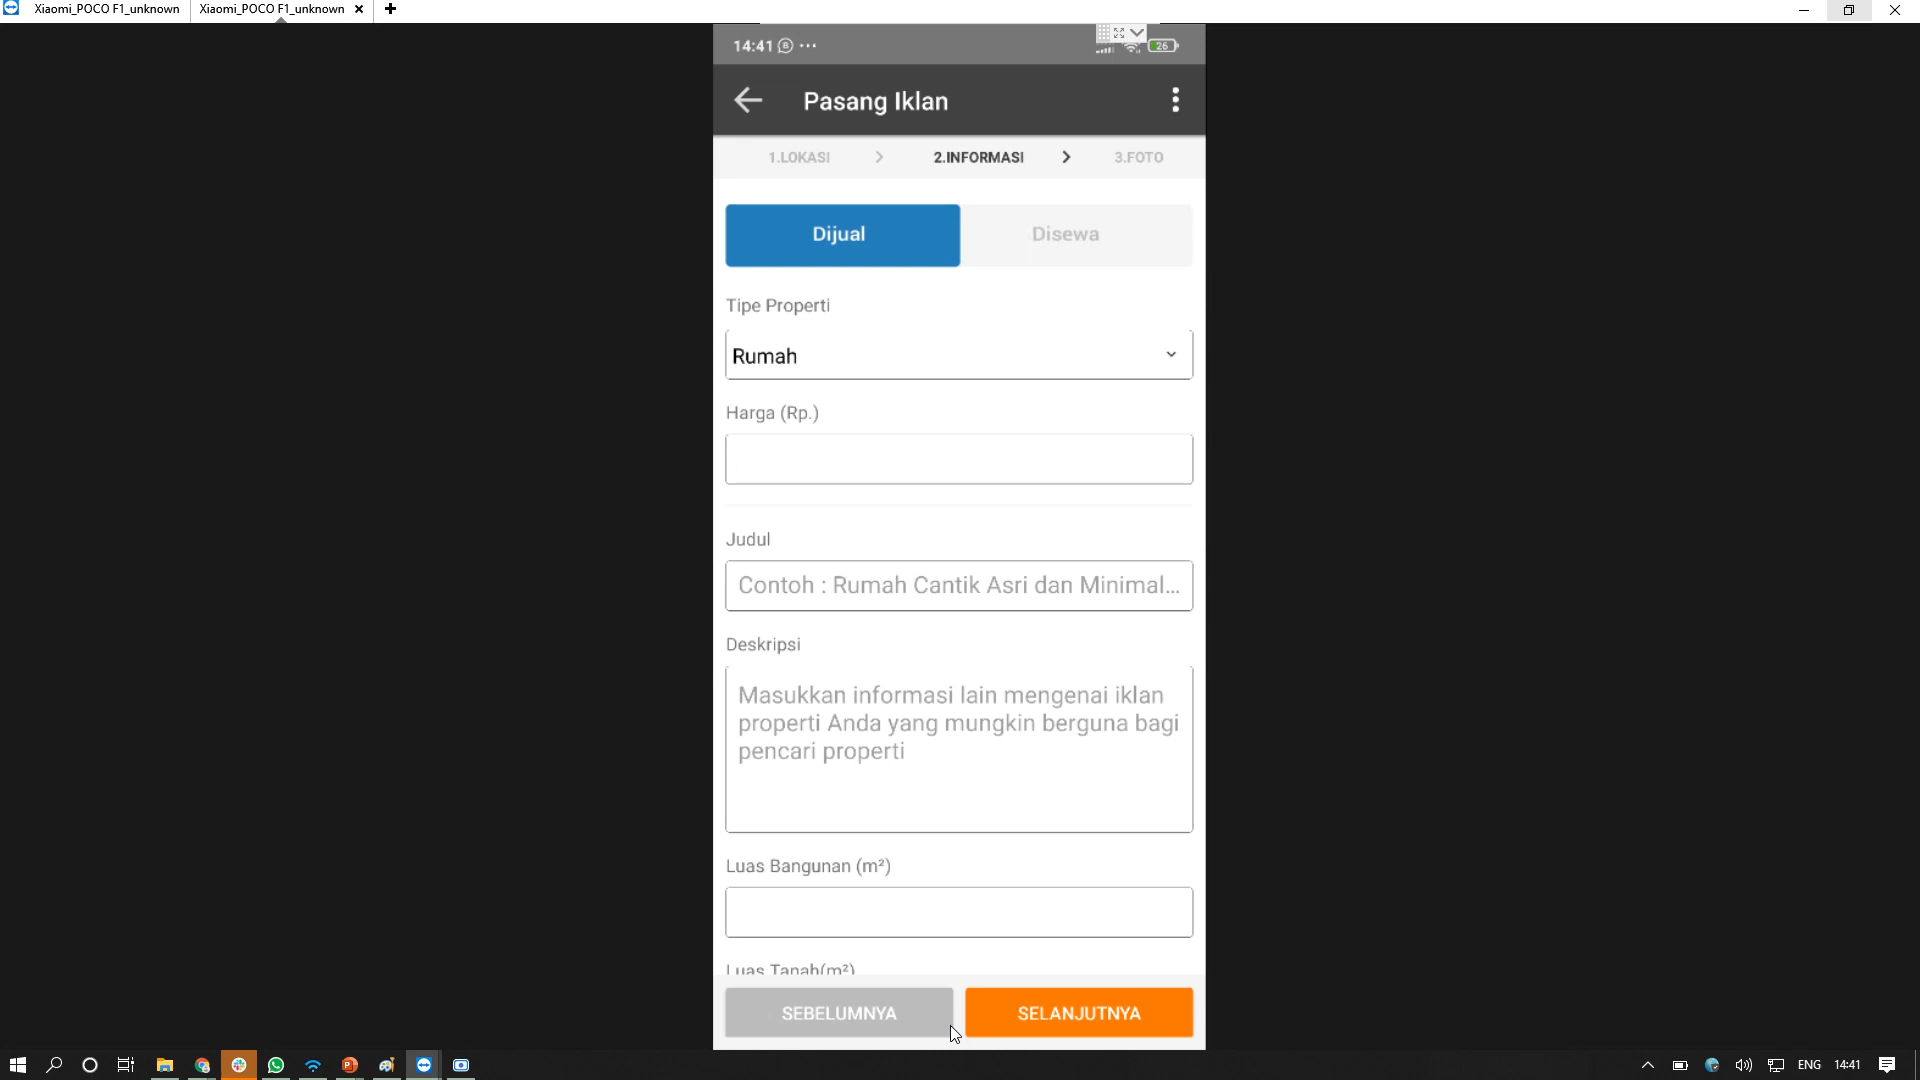 Xiaomi_POCO F1_unknown
Xiaomi_POCO F1_unknown
14:41
26
Pasang Iklan
1.LOKASI
2.INFORMASI
3.FOTO
Dijual
Disewa
Tipe Properti
Rumah
Harga (Rp.)
Judul
Contoh : Rumah Cantik Asri dan Minimal...
Deskripsi
Masukkan informasi lain mengenai iklan
properti Anda yang mungkin berguna bagi
pencari properti
Luas Bangunan (m²)
Luas Tanah(m²)
SEBELUMNYA
SELANJUTNYA
ENG
14:41